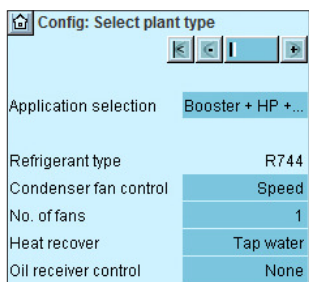 Config: Select plant type
Application selection Booster + HP +...
Refrigerant type R744
Condenser fan control Speed
No. of fans 1
Heat recover Tap water
Oil receiver control None